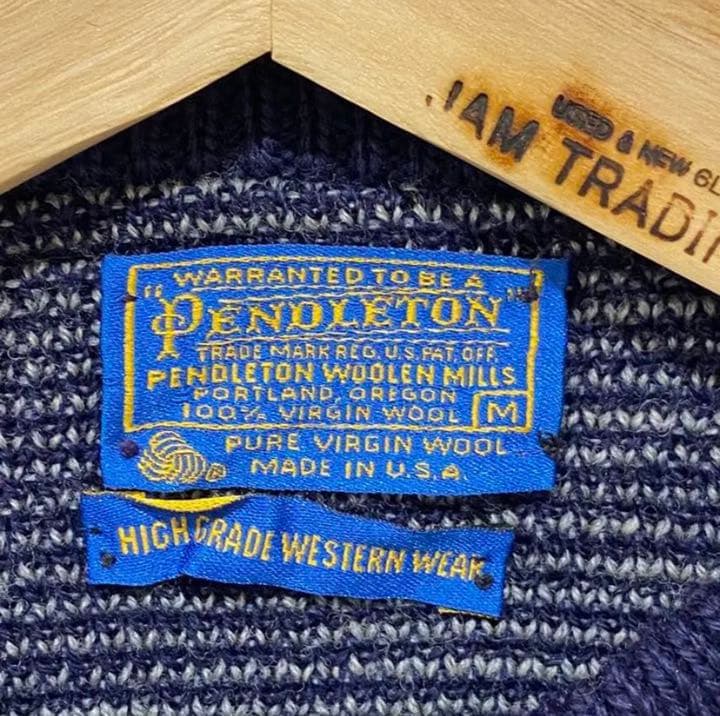 JAM TRADI
USED & NEW
WARRANTED TO BE A
"PENDLETON"
TRADE MARK REG. U.S. PAT. OFF.
PENDLETON WOOLEN MILLS
PORTLAND, OREGON
100% VIRGIN WOOL M
PURE VIRGIN WOOL
MADE IN U.S.A.
HIGH GRADE WESTERN WEAR